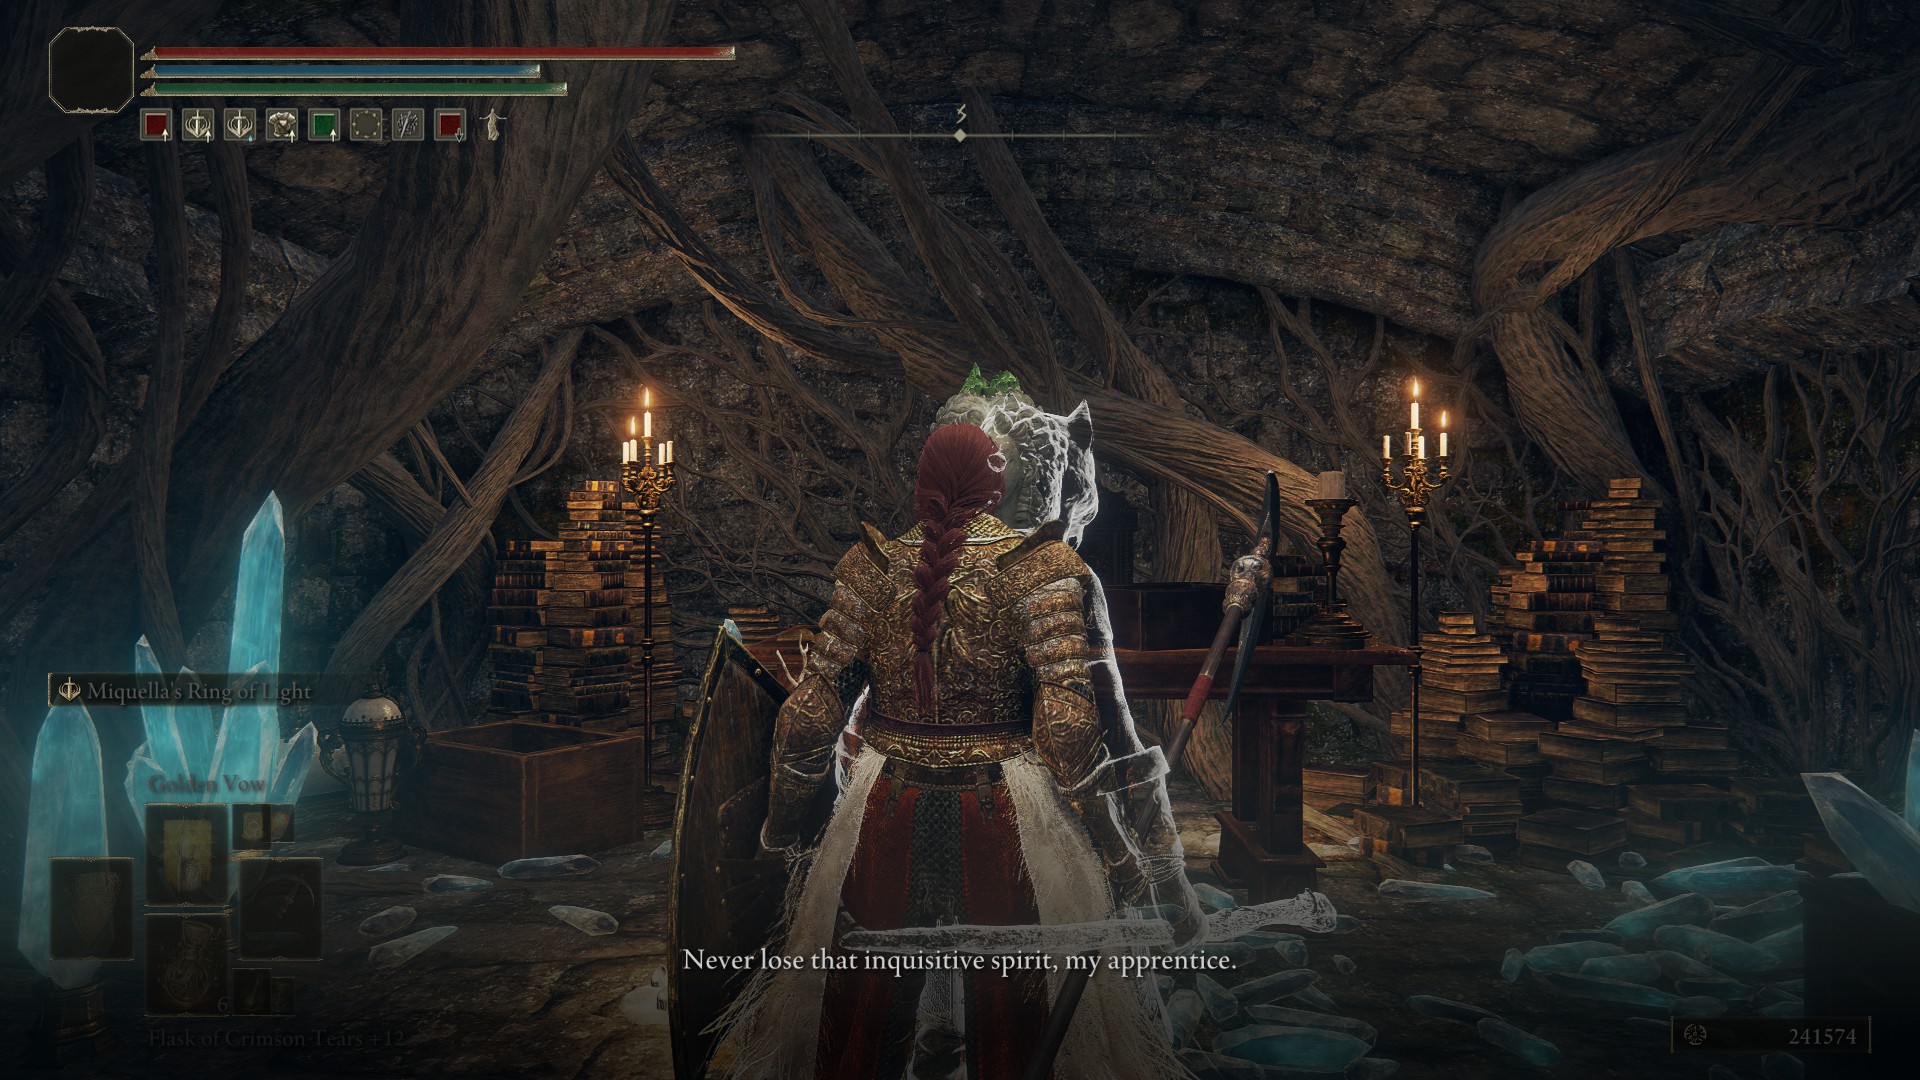 S
Miquella's Ring of Light
Golden Vow
6
Never lose that inquisitive spirit, my apprentice.
Flask of Crimson Tears +12
241574